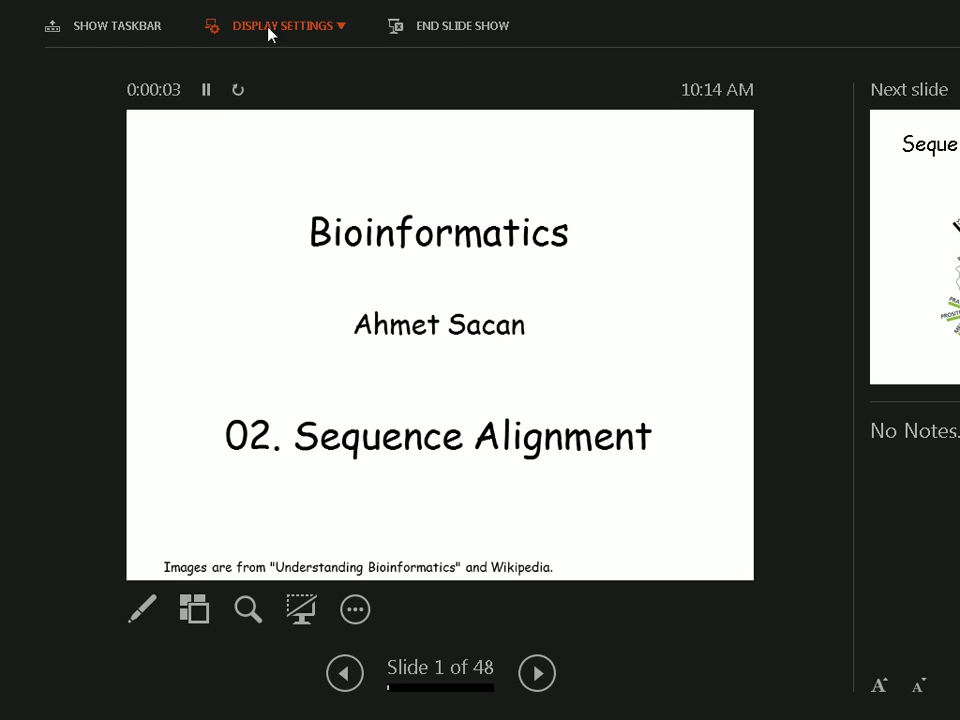 SHOW TASKBAR
DISPLAY SETTINGS
END SLIDE SHOW
0:00:03
10:14 AM
Next slide
Bioinformatics
Ahmet Sacan
02. Sequence Alignment
Images are from "Understanding Bioinformatics" and Wikipedia.
Seque
No Notes.
Slide 1 of 48
A A